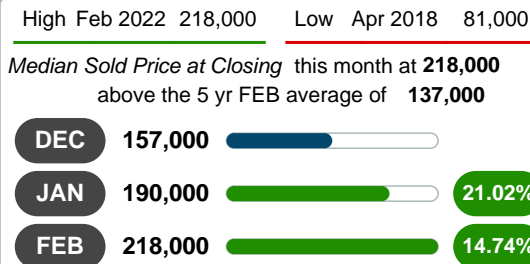 High Feb 2022 218,000 Low Apr 2018 81,000
Median Sold Price at Closing this month at 218,000
above the 5 yr FEB average of 137,000
DEC 157,000
JAN 190,000 21.02%
FEB 218,000 14.74%